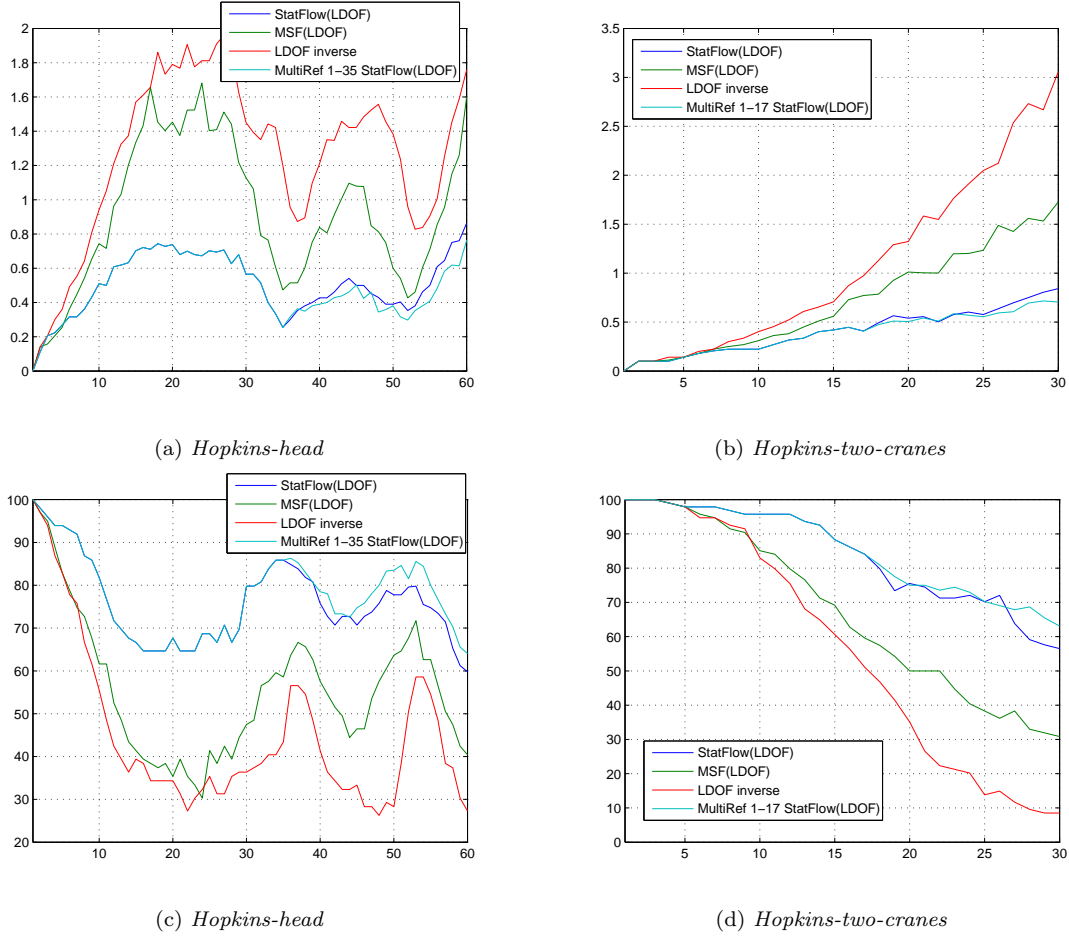 StatFlow(LDOF)
MSF(LDOF)
LDOF inverse
MultiRef 1−35 StatFlow(LDOF)
2
1.8
1.6
1.4
1.2
1
0.8
0.6
0.4
0.2
0
10 20 30 40 50 60
(a) Hopkins-head
StatFlow(LDOF)
MSF(LDOF)
LDOF inverse
MultiRef 1−17 StatFlow(LDOF)
3.5
3
2.5
2
1.5
1
0.5
0
5 10 15 20 25 30
(b) Hopkins-two-cranes
StatFlow(LDOF)
MSF(LDOF)
LDOF inverse
MultiRef 1−35 StatFlow(LDOF)
100
90
80
70
60
50
40
30
20
10 20 30 40 50 60
(c) Hopkins-head
100
90
80
70
60
50
40
30
20
10
0
StatFlow(LDOF)
MSF(LDOF)
LDOF inverse
MultiRef 1−17 StatFlow(LDOF)
5 10 15 20 25 30
(d) Hopkins-two-cranes